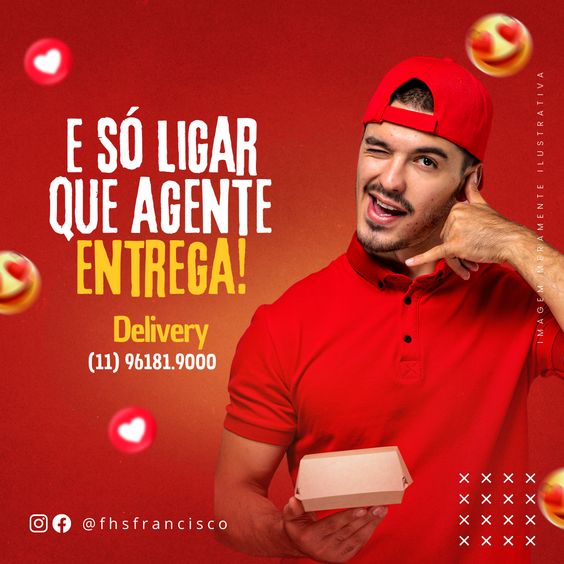 E SÓ LIGAR
QUE AGENTE
ENTREGA!
Delivery
(11) 96181.9000
@fhsfrancisco
IMAGEM MERAMENTE ILUSTRATIVA